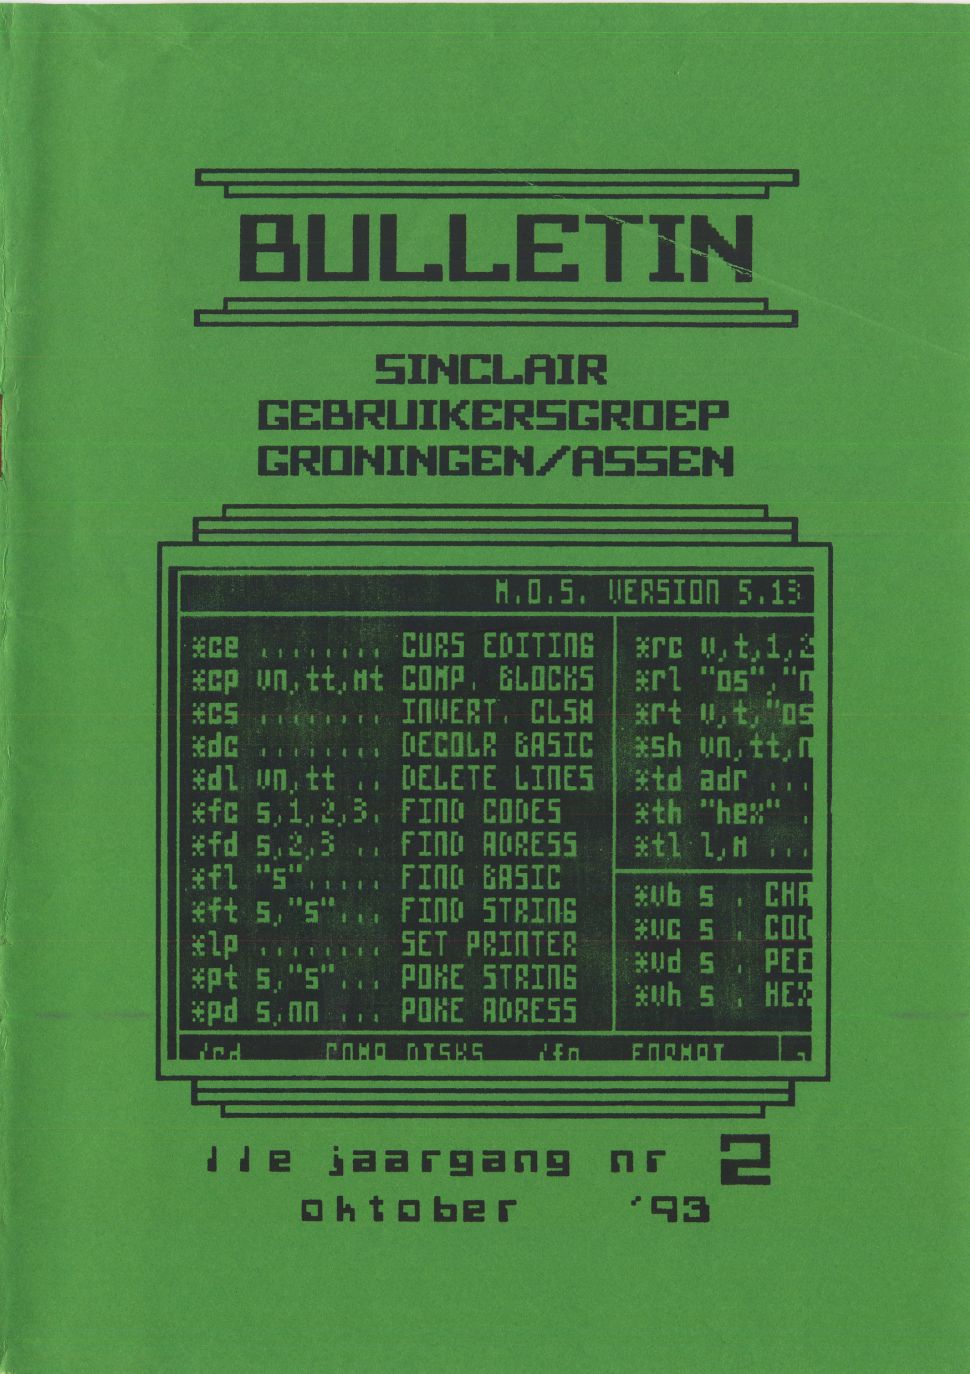 BULLETIN
SINCLAIR
GEBRUIKERSGROEP
GRONINGEN/ASSEN
M.O.S. VERSION 5.13
*ce ........ CURS EDITING
*cp vn,tt,mt COMP. BLOCKS
*cs ........ INVERT. CLSM
*dc ........ DECOLR BASIC
*dl vn,tt .. DELETE LINES
*fc s,1,2,3. FIND CODES
*fd s,2,3 .. FIND ADRESS
*fl "s"..... FIND BASIC
*ft s,"s"... FIND STRING
*lp ........ SET PRINTER
*pt s,"s"... POKE STRING
*pd s,nn ... POKE ADRESS
*rc v,t,1,2
*rl "os","n
*rt v,t,"os
*sh vn,tt,n
*td adr ...
*th "hex" .
*tl l,m ...
*vb s . CHA
*vc s . COD
*vd s . PEE
*vh s . HEX
DISKS FORMAT
11e jaargang nr 2
oktober '93